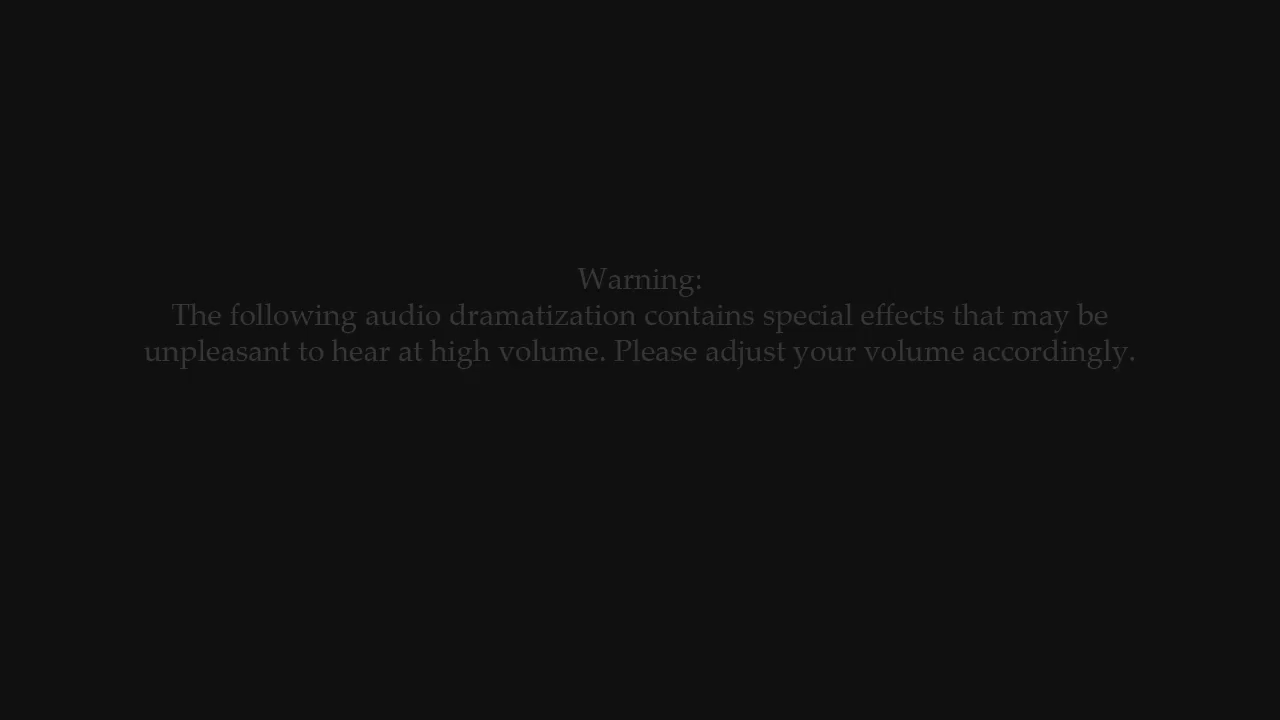 Warning:
The following audio dramatization contains special effects that may be
unpleasant to hear at high volume. Please adjust your volume accordingly.